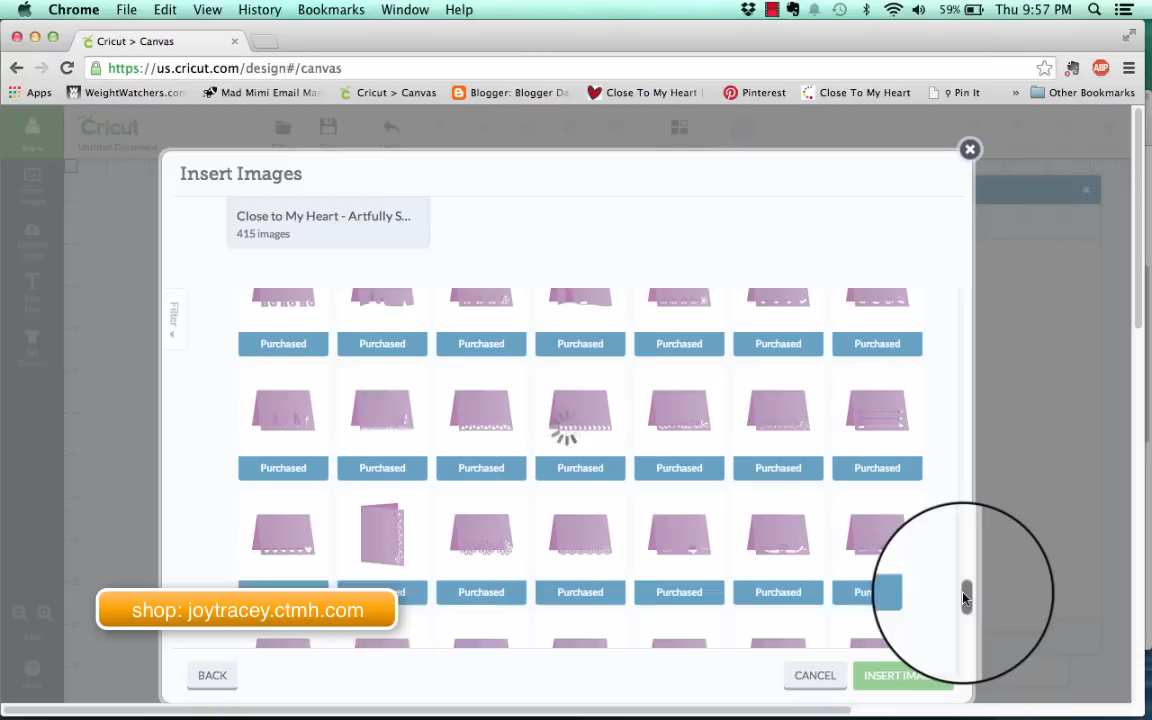 Chrome File Edit View History Bookmarks Window Help 59% Thu 9:57 PM
Cricut > Canvas
https://us.cricut.com/design#/canvas
Apps WeightWatchers.con Mad Mimi Email Mar Cricut > Canvas Blogger: Blogger Da Close To My Heart Pinterest Close To My Heart Pin It » Other Bookmarks
Cricut
Untitled Document
Insert Images
Close to My Heart - Artfully S...
415 images
Filter
Purchased Purchased Purchased Purchased Purchased Purchased Purchased
Purchased Purchased Purchased Purchased Purchased Purchased Purchased
ed Purchased Purchased Purchased Purchased Pur
shop: joytracey.ctmh.com
BACK CANCEL INSERT IMA